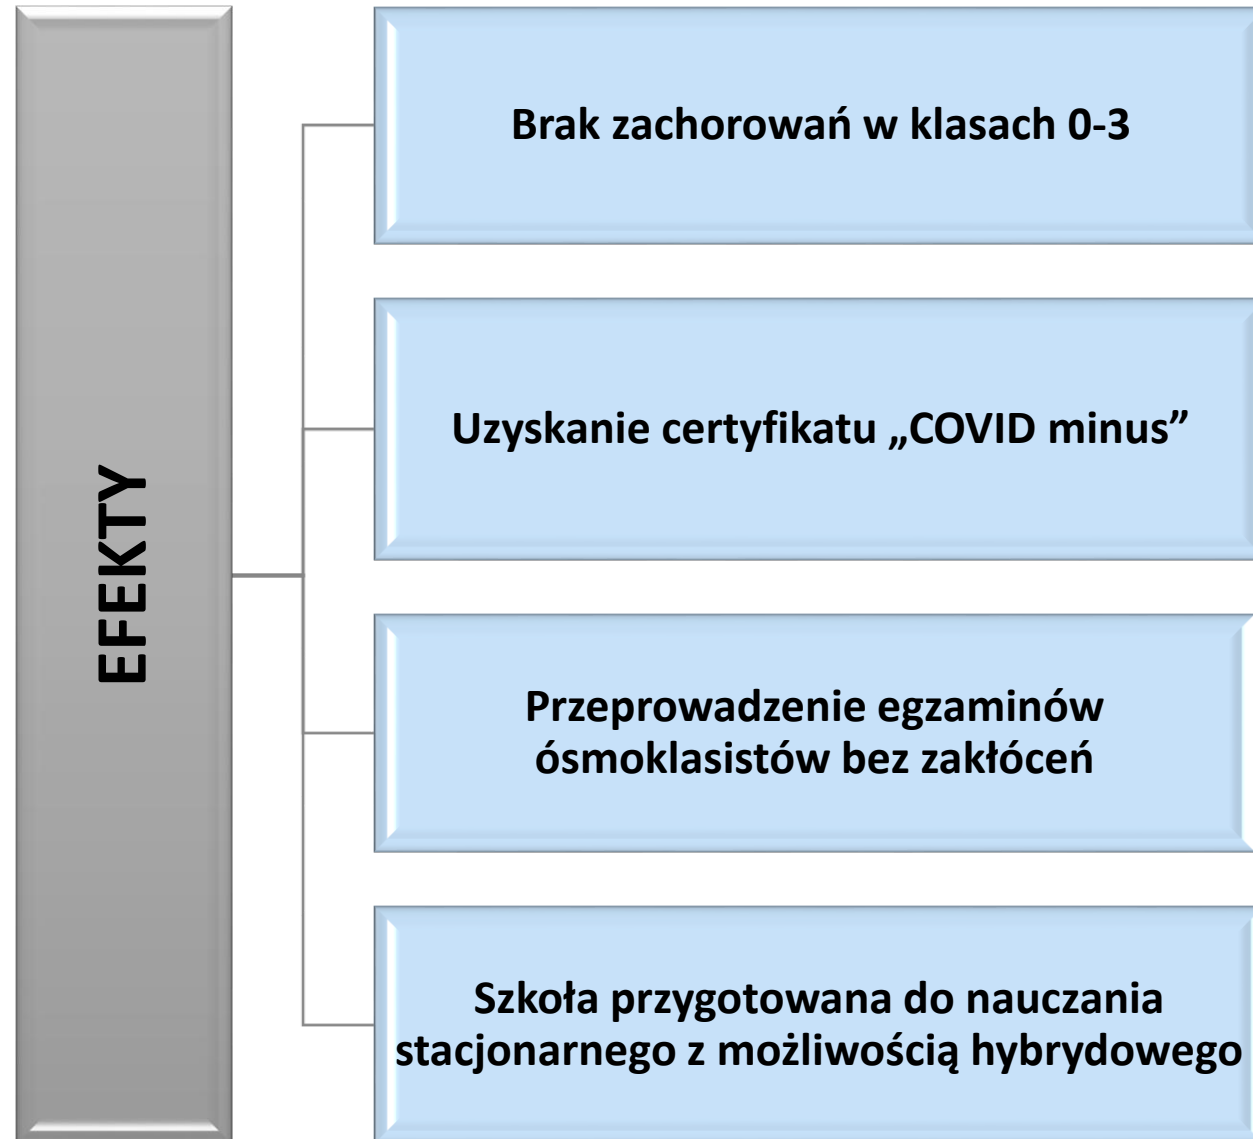 EFEKTY
Brak zachorowań w klasach 0-3
Uzyskanie certyfikatu „COVID minus”
Przeprowadzenie egzaminów
ósmoklasistów bez zakłóceń
Szkoła przygotowana do nauczania
stacjonarnego z możliwością hybrydowego